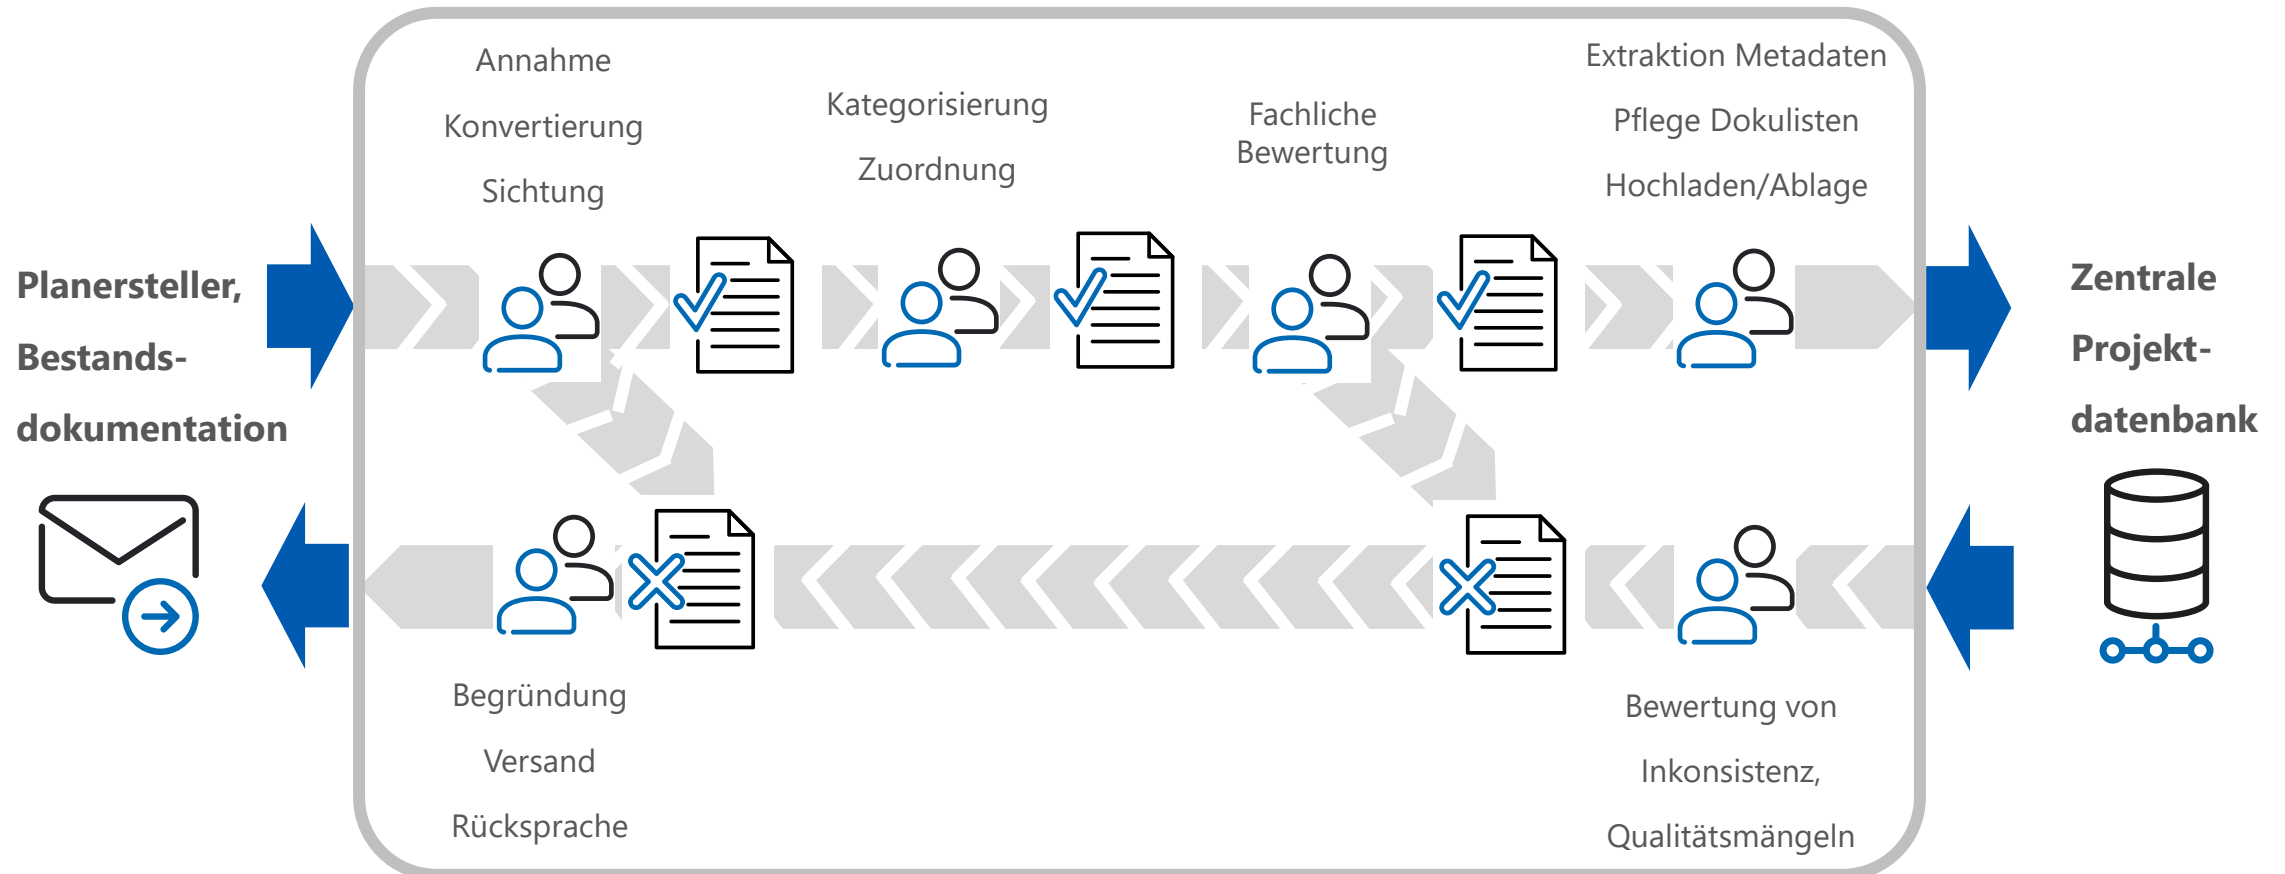 Planersteller,
Bestands-
dokumentation
Annahme
Konvertierung
Sichtung
Kategorisierung
Zuordnung
Fachliche
Bewertung
Extraktion Metadaten
Pflege Dokulisten
Hochladen/Ablage
Zentrale
Projekt-
datenbank
Begründung
Versand
Rücksprache
Bewertung von
Inkonsistenz,
Qualitätsmängeln